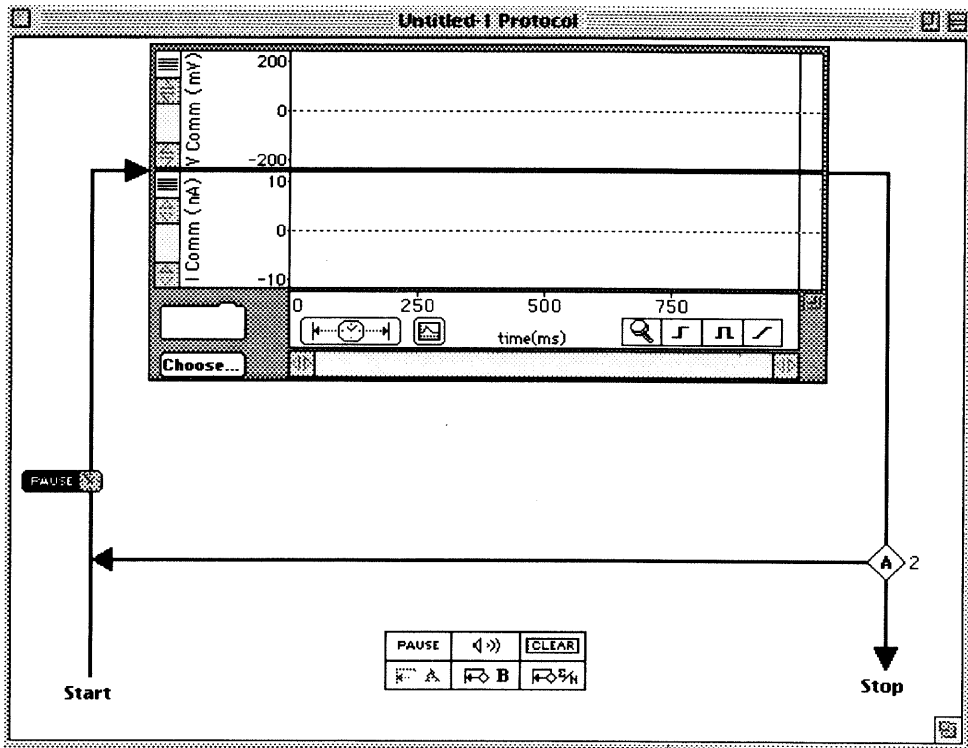 Untitled-1 Protocol
V Comm (mV)
200
0
-200
I Comm (nA)
10
0
-10
0 250 500 750
time(ms)
Choose...
PAUSE
A 2
PAUSE CLEAR
A B E/N
Start
Stop